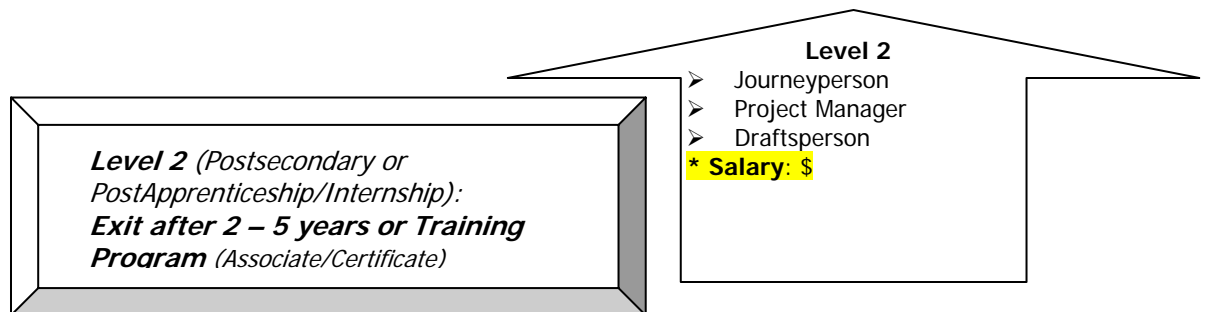 Level 2
➢ Journeyperson
➢ Project Manager
➢ Draftsperson
* Salary: $
Level 2 (Postsecondary or
PostApprenticeship/Internship):
Exit after 2 – 5 years or Training
Program (Associate/Certificate)